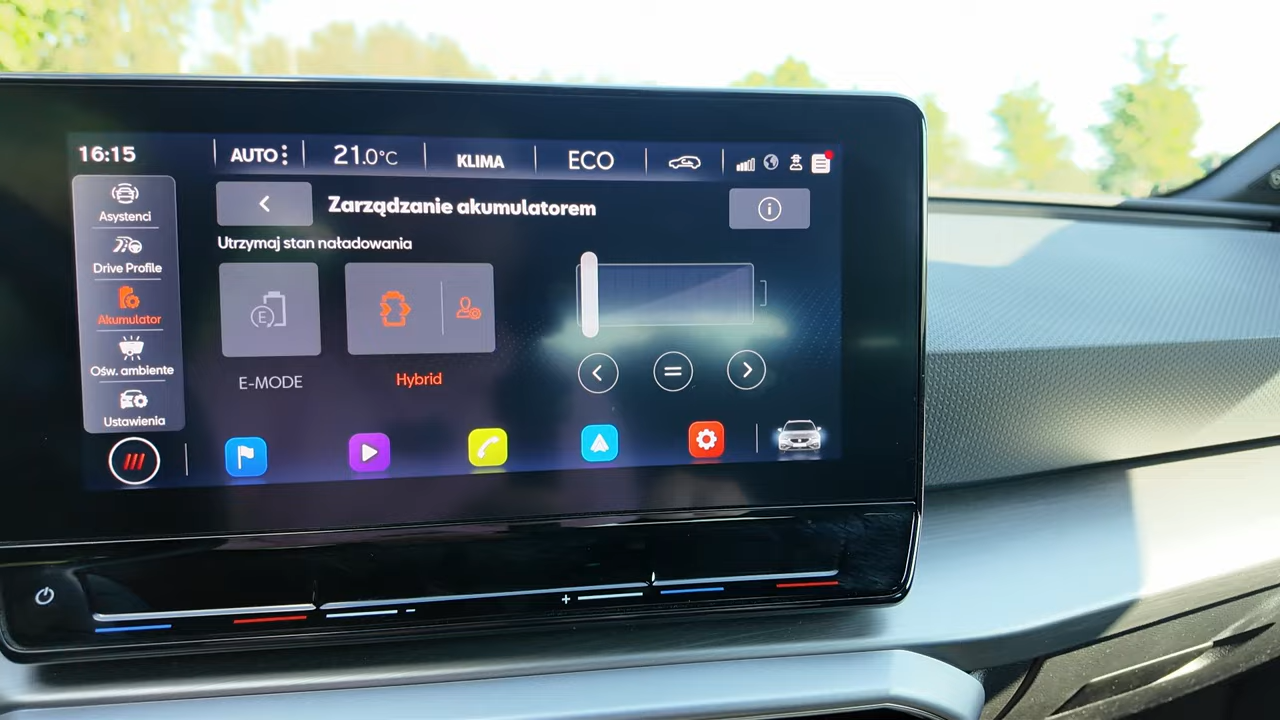 16:15 AUTO 21.0°C KLIMA ECO
Asystenci
Drive Profile
Akumulator
Ośw. ambiente
Ustawienia
Zarządzanie akumulatorem
Utrzymaj stan naładowania
E
E-MODE
Hybrid